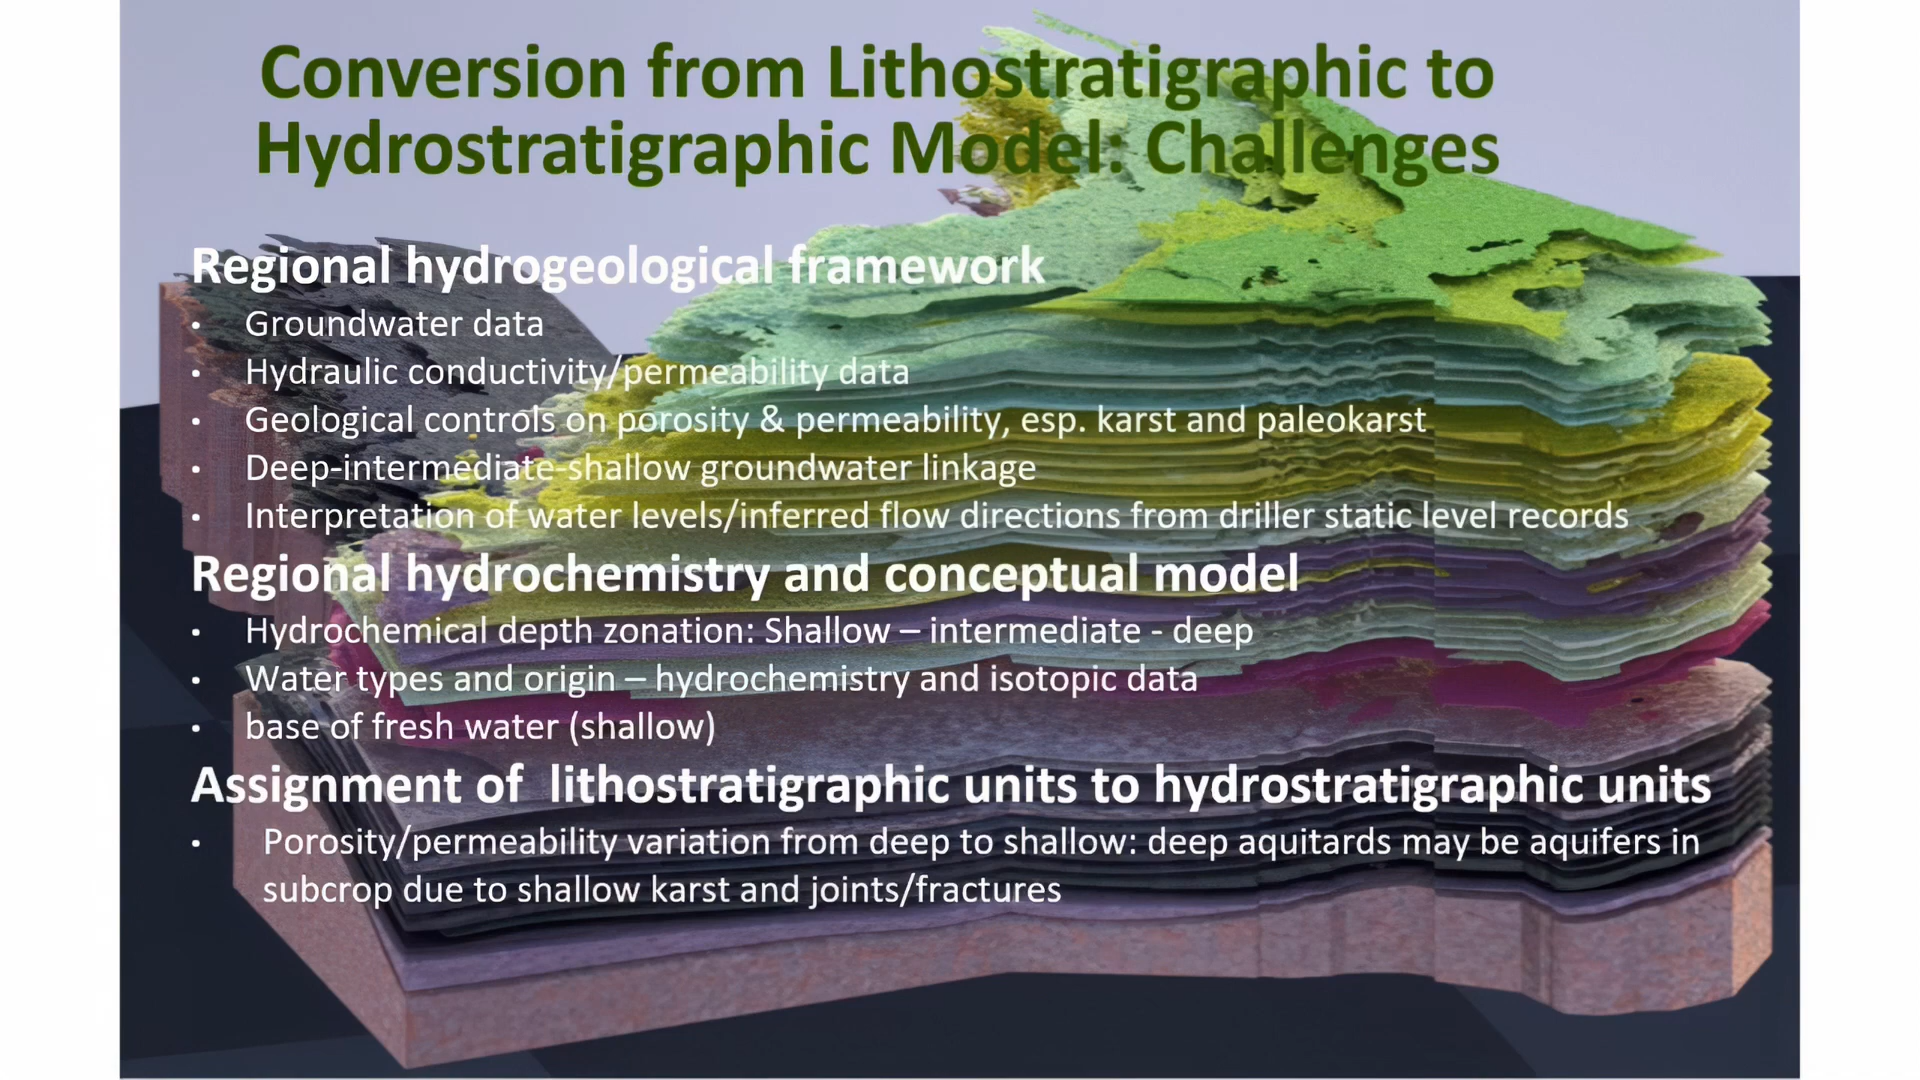 Conversion from Lithostratigraphic to
Hydrostratigraphic Model: Challenges
Regional hydrogeological framework
• Groundwater data
• Hydraulic conductivity/permeability data
• Geological controls on porosity & permeability, esp. karst and paleokarst
• Deep-intermediate-shallow groundwater linkage
• Interpretation of water levels/inferred flow directions from driller static level records
Regional hydrochemistry and conceptual model
• Hydrochemical depth zonation: Shallow – intermediate - deep
• Water types and origin – hydrochemistry and isotopic data
• base of fresh water (shallow)
Assignment of  lithostratigraphic units to hydrostratigraphic units
• Porosity/permeability variation from deep to shallow: deep aquitards may be aquifers in
subcrop due to shallow karst and joints/fractures